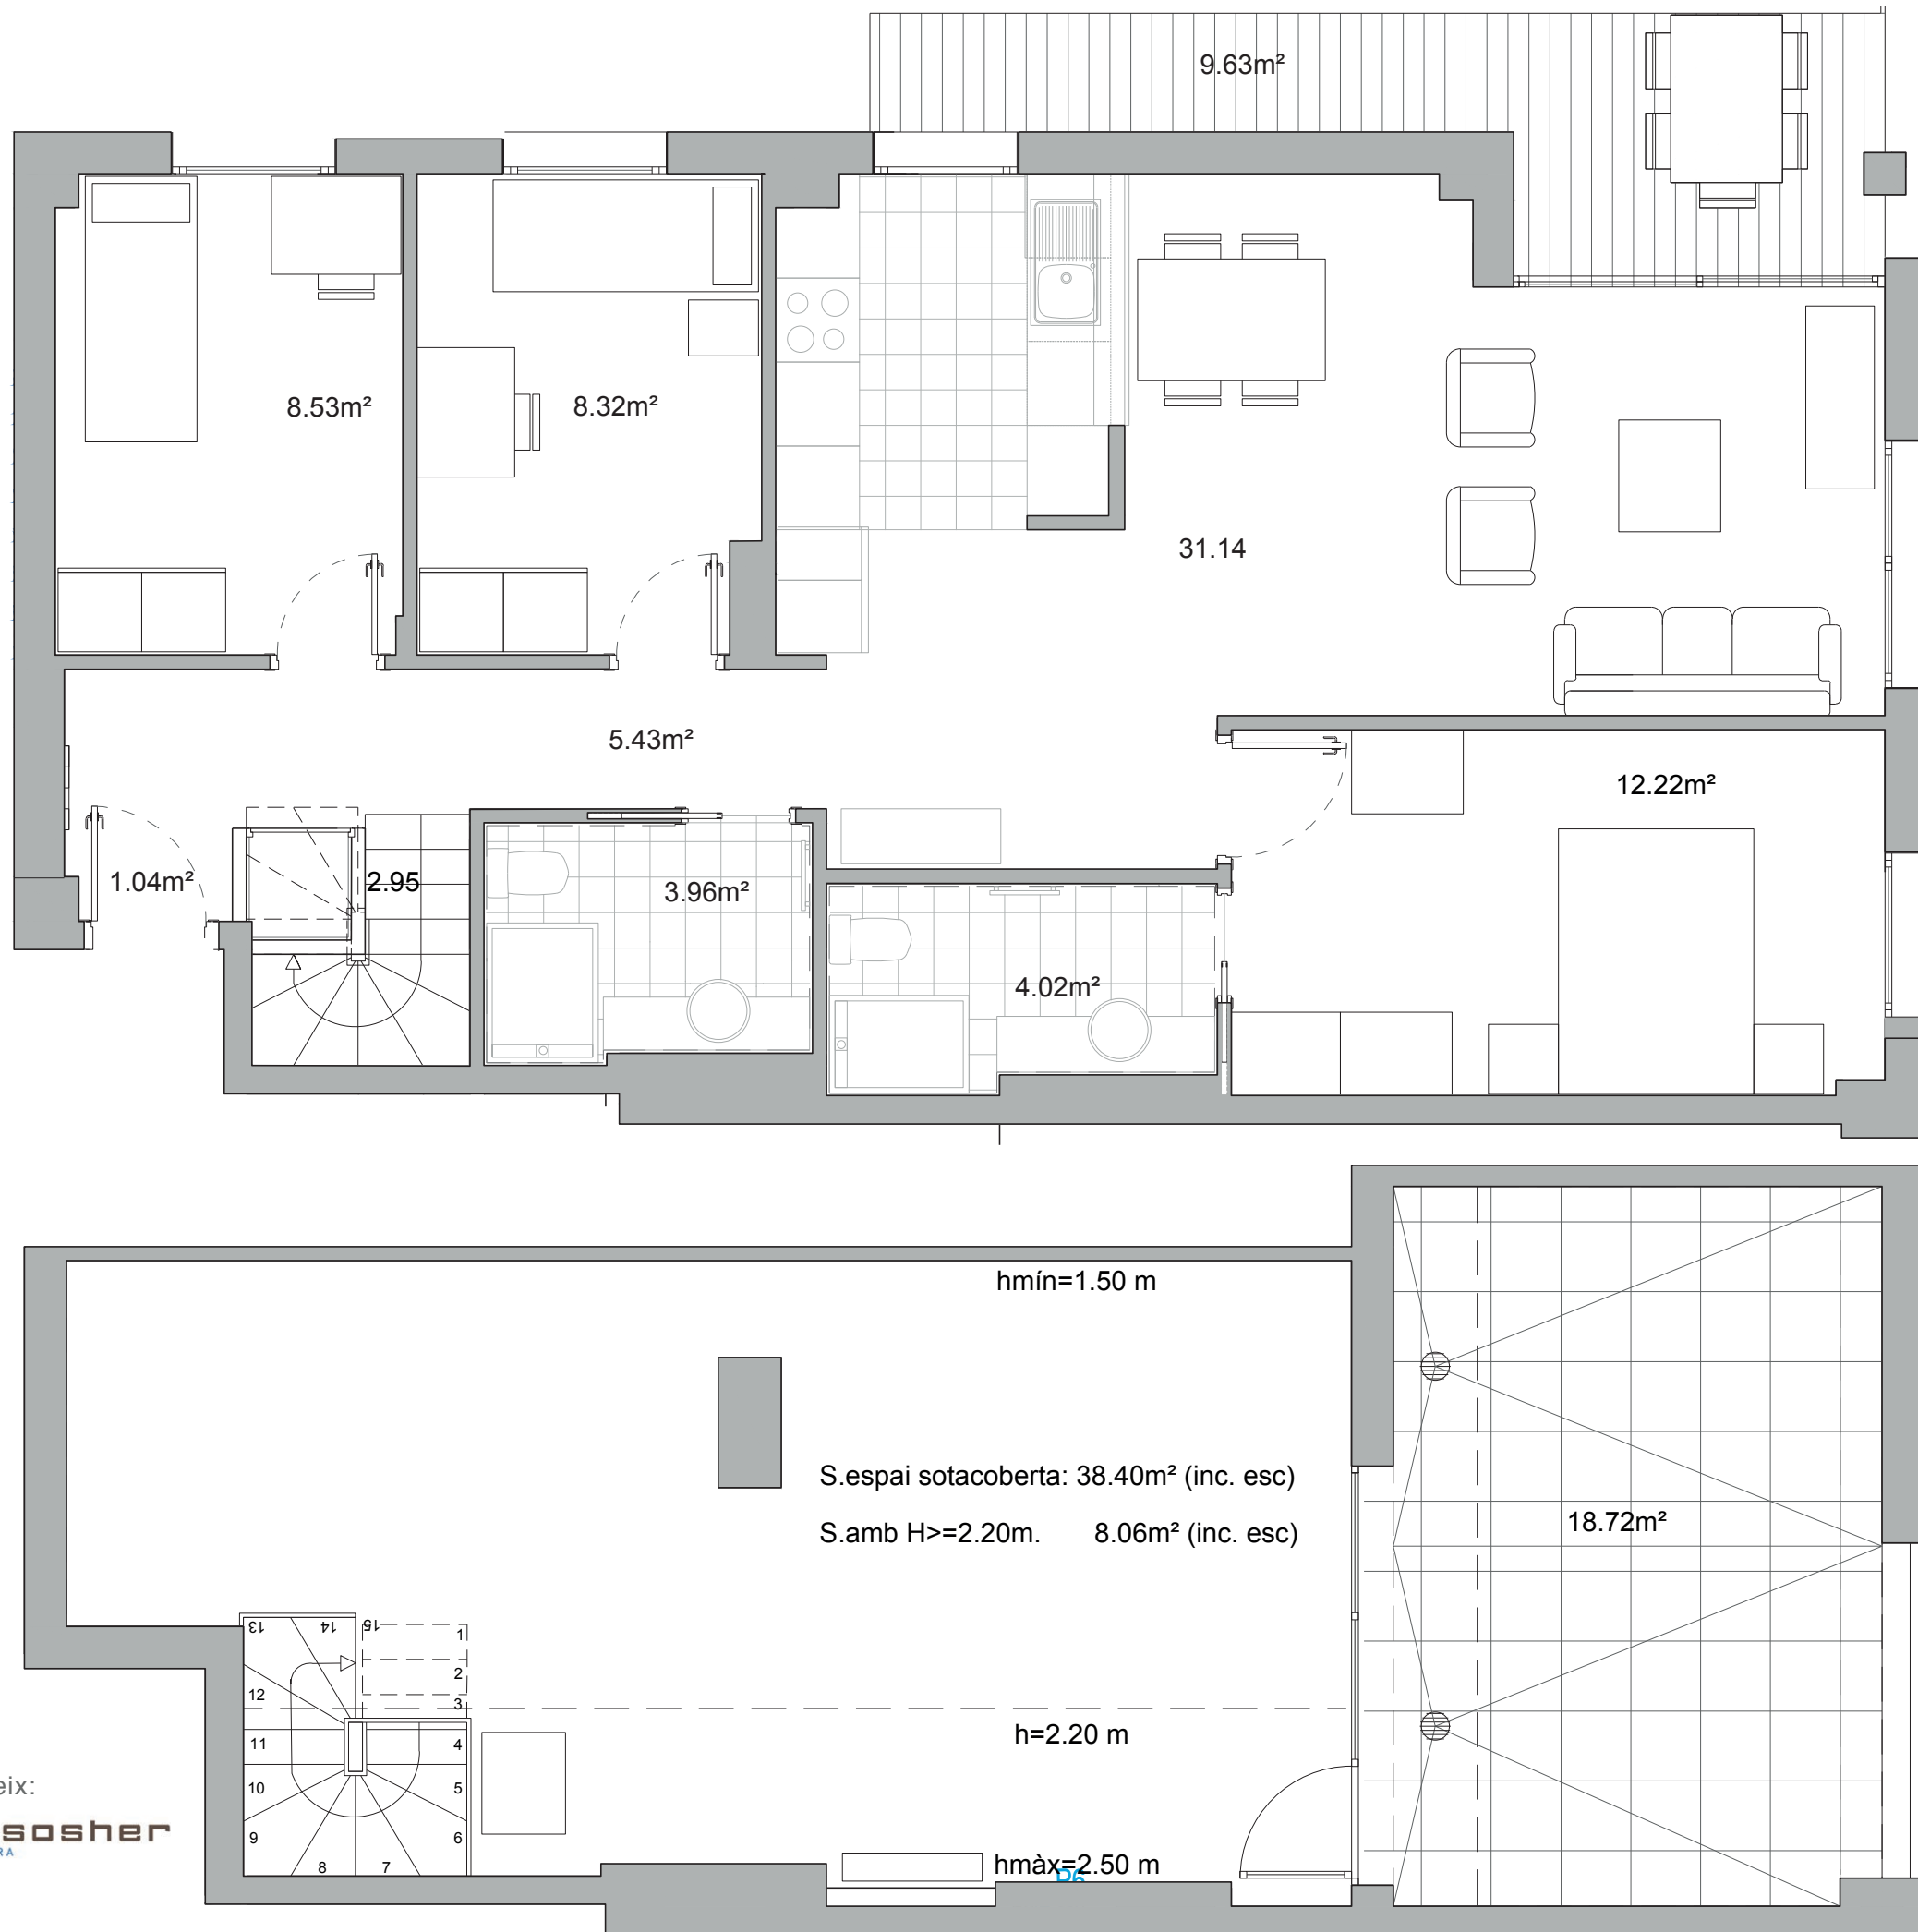 9.63m²
8.53m²
8.32m²
31.14
5.43m²
12.22m²
1.04m²
2.95
3.96m²
4.02m²
hmín=1.50 m
S.espai sotacoberta: 38.40m² (inc. esc)
S.amb H>=2.20m. 8.06m² (inc. esc)
18.72m²
13 14 15 1
2
12 3
h=2.20 m
11 4
eix:
10 5
sosher
RA
9 6
8 7
hmàx=2.50 m